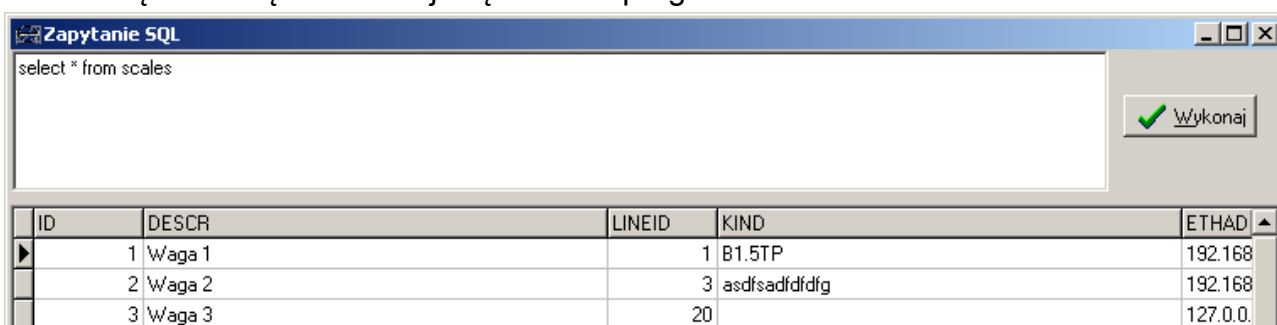 Zapytanie SQL
select * from scales
Wykonaj
ID DESCR LINEID KIND ETHAD
1 Waga 1 1 B1.5TP 192.168
2 Waga 2 3 asdfsadfdfdfg 192.168
3 Waga 3 20 127.0.0.